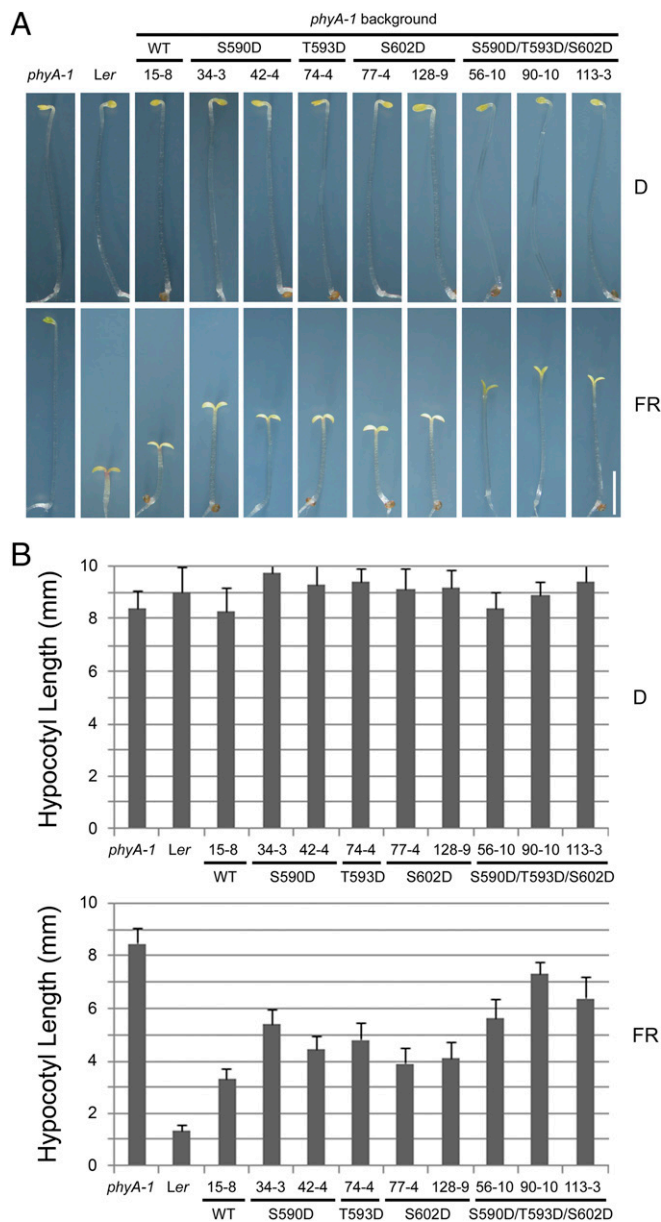 A
phyA-1 background
WT S590D T593D S602D S590D/T593D/S602D
phyA-1 Ler 15-8 34-3 42-4 74-4 77-4 128-9 56-10 90-10 113-3
D
FR
B
Hypocotyl Length (mm)
10
8
6
4
2
0
D
phyA-1 Ler 15-8 34-3 42-4 74-4 77-4 128-9 56-10 90-10 113-3
WT S590D T593D S602D S590D/T593D/S602D
Hypocotyl Length (mm)
10
8
6
4
2
0
FR
phyA-1 Ler 15-8 34-3 42-4 74-4 77-4 128-9 56-10 90-10 113-3
WT S590D T593D S602D S590D/T593D/S602D